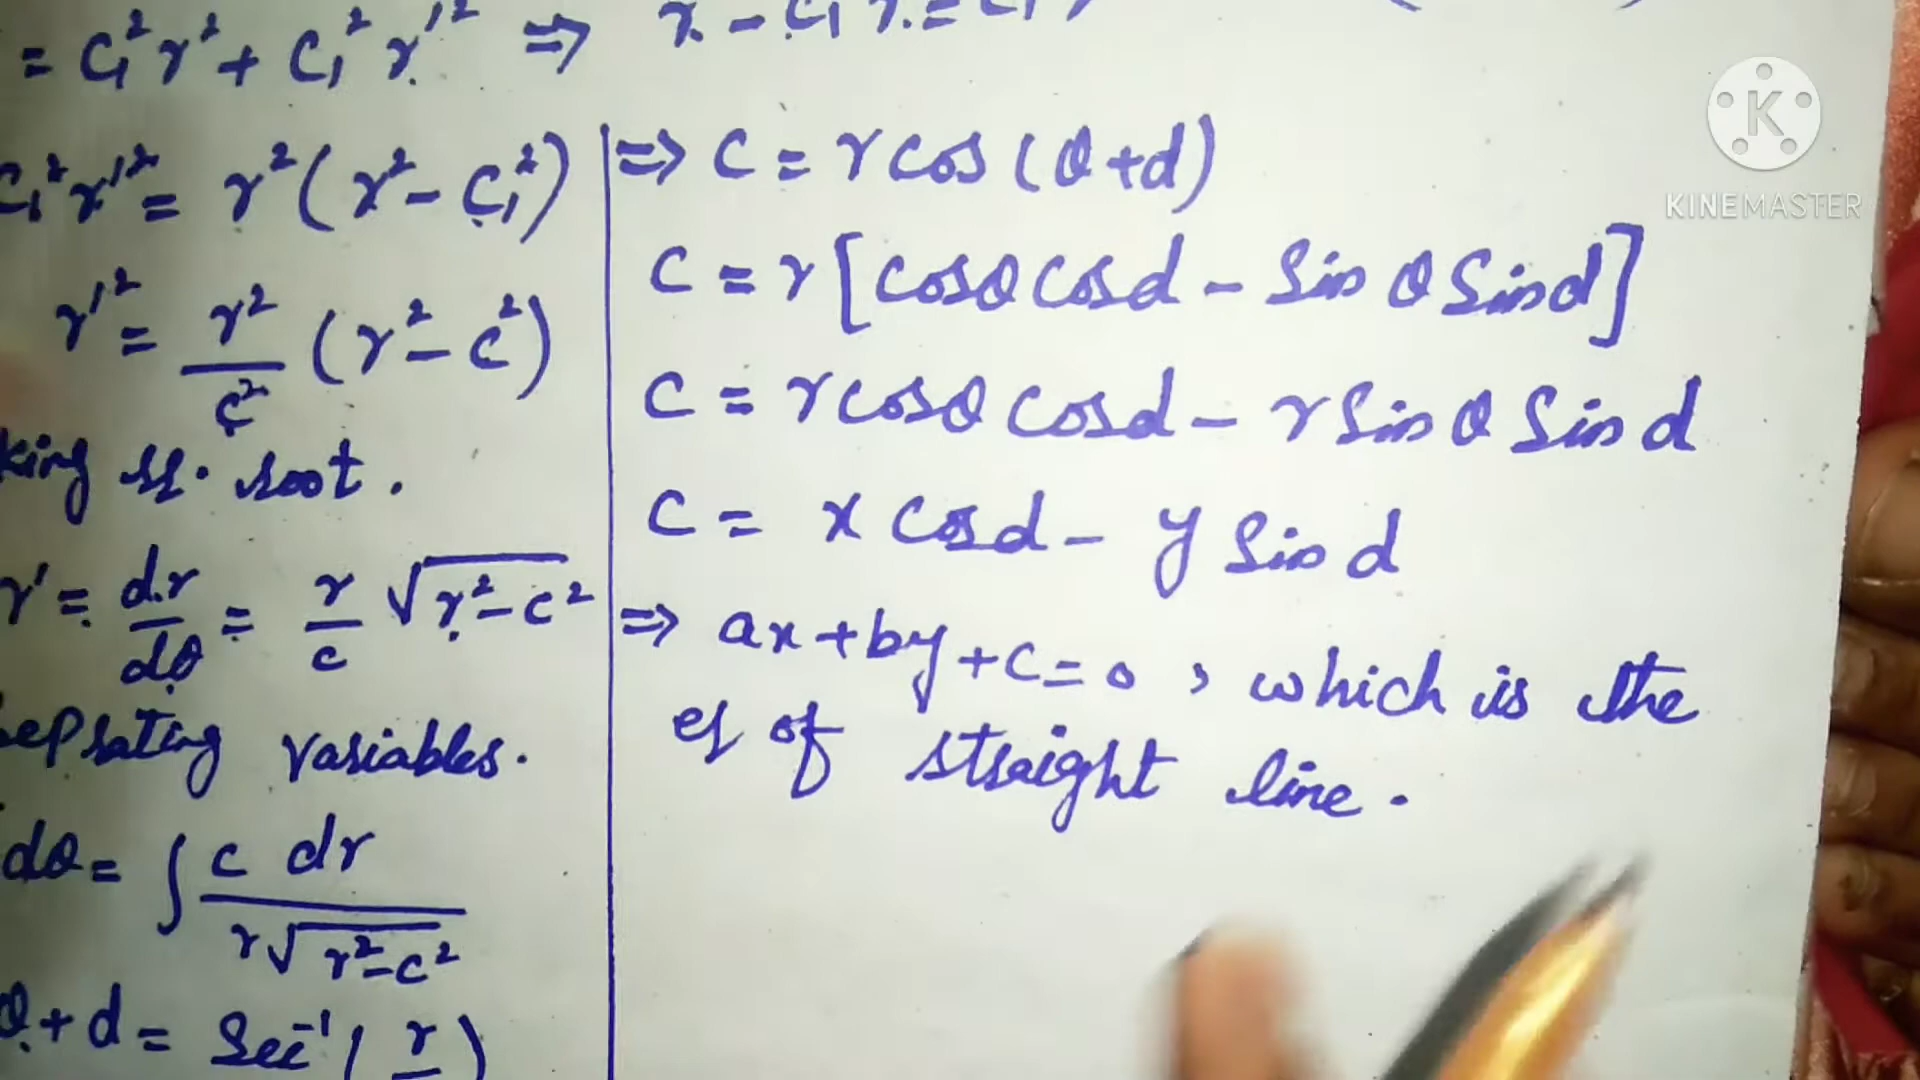 = C₁²r² + C₁²r'² ⇒
C₁²r'² = r²(r² - C₁²)
r'² = r²/c² (r² - c²)
king sq. root.
r' = dr/dθ = r/c √r² - c²
seprating variables.
dθ = ∫ c dr / r√r² - c²
θ + d = Sec⁻¹(r
⇒ C = r cos(θ+d)
C = r[cosθ cosd - Sinθ Sind]
C = r cosθ cosd - r Sinθ Sind
C = x cosd - y Sind
⇒ ax + by + c = 0, which is the
eq of straight line.
KINEMASTER